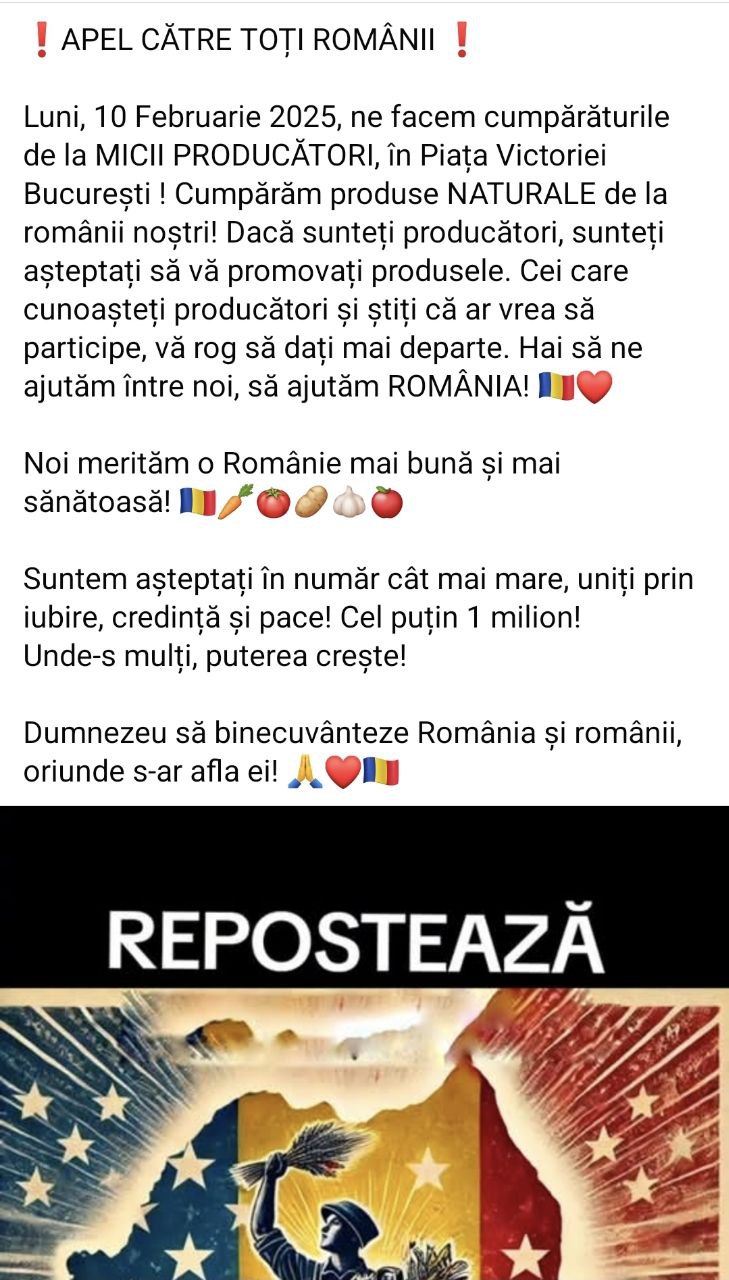 ❗APEL CĂTRE TOȚI ROMÂNII ❗
Luni, 10 Februarie 2025, ne facem cumpărăturile
de la MICII PRODUCĂTORI, în Piața Victoriei
București ! Cumpărăm produse NATURALE de la
românii noștri! Dacă sunteți producători, sunteți
așteptați să vă promovați produsele. Cei care
cunoașteți producători și știți că ar vrea să
participe, vă rog să dați mai departe. Hai să ne
ajutăm între noi, să ajutăm ROMÂNIA! 🇷🇴❤️
Noi merităm o Românie mai bună și mai
sănătoasă! 🇷🇴🥕🍅🥔🧄🍎
Suntem așteptați în număr cât mai mare, uniți prin
iubire, credință și pace! Cel puțin 1 milion!
Unde-s mulți, puterea crește!
Dumnezeu să binecuvânteze România și românii,
oriunde s-ar afla ei! 🙏❤️🇷🇴
REPOSTEAZĂ